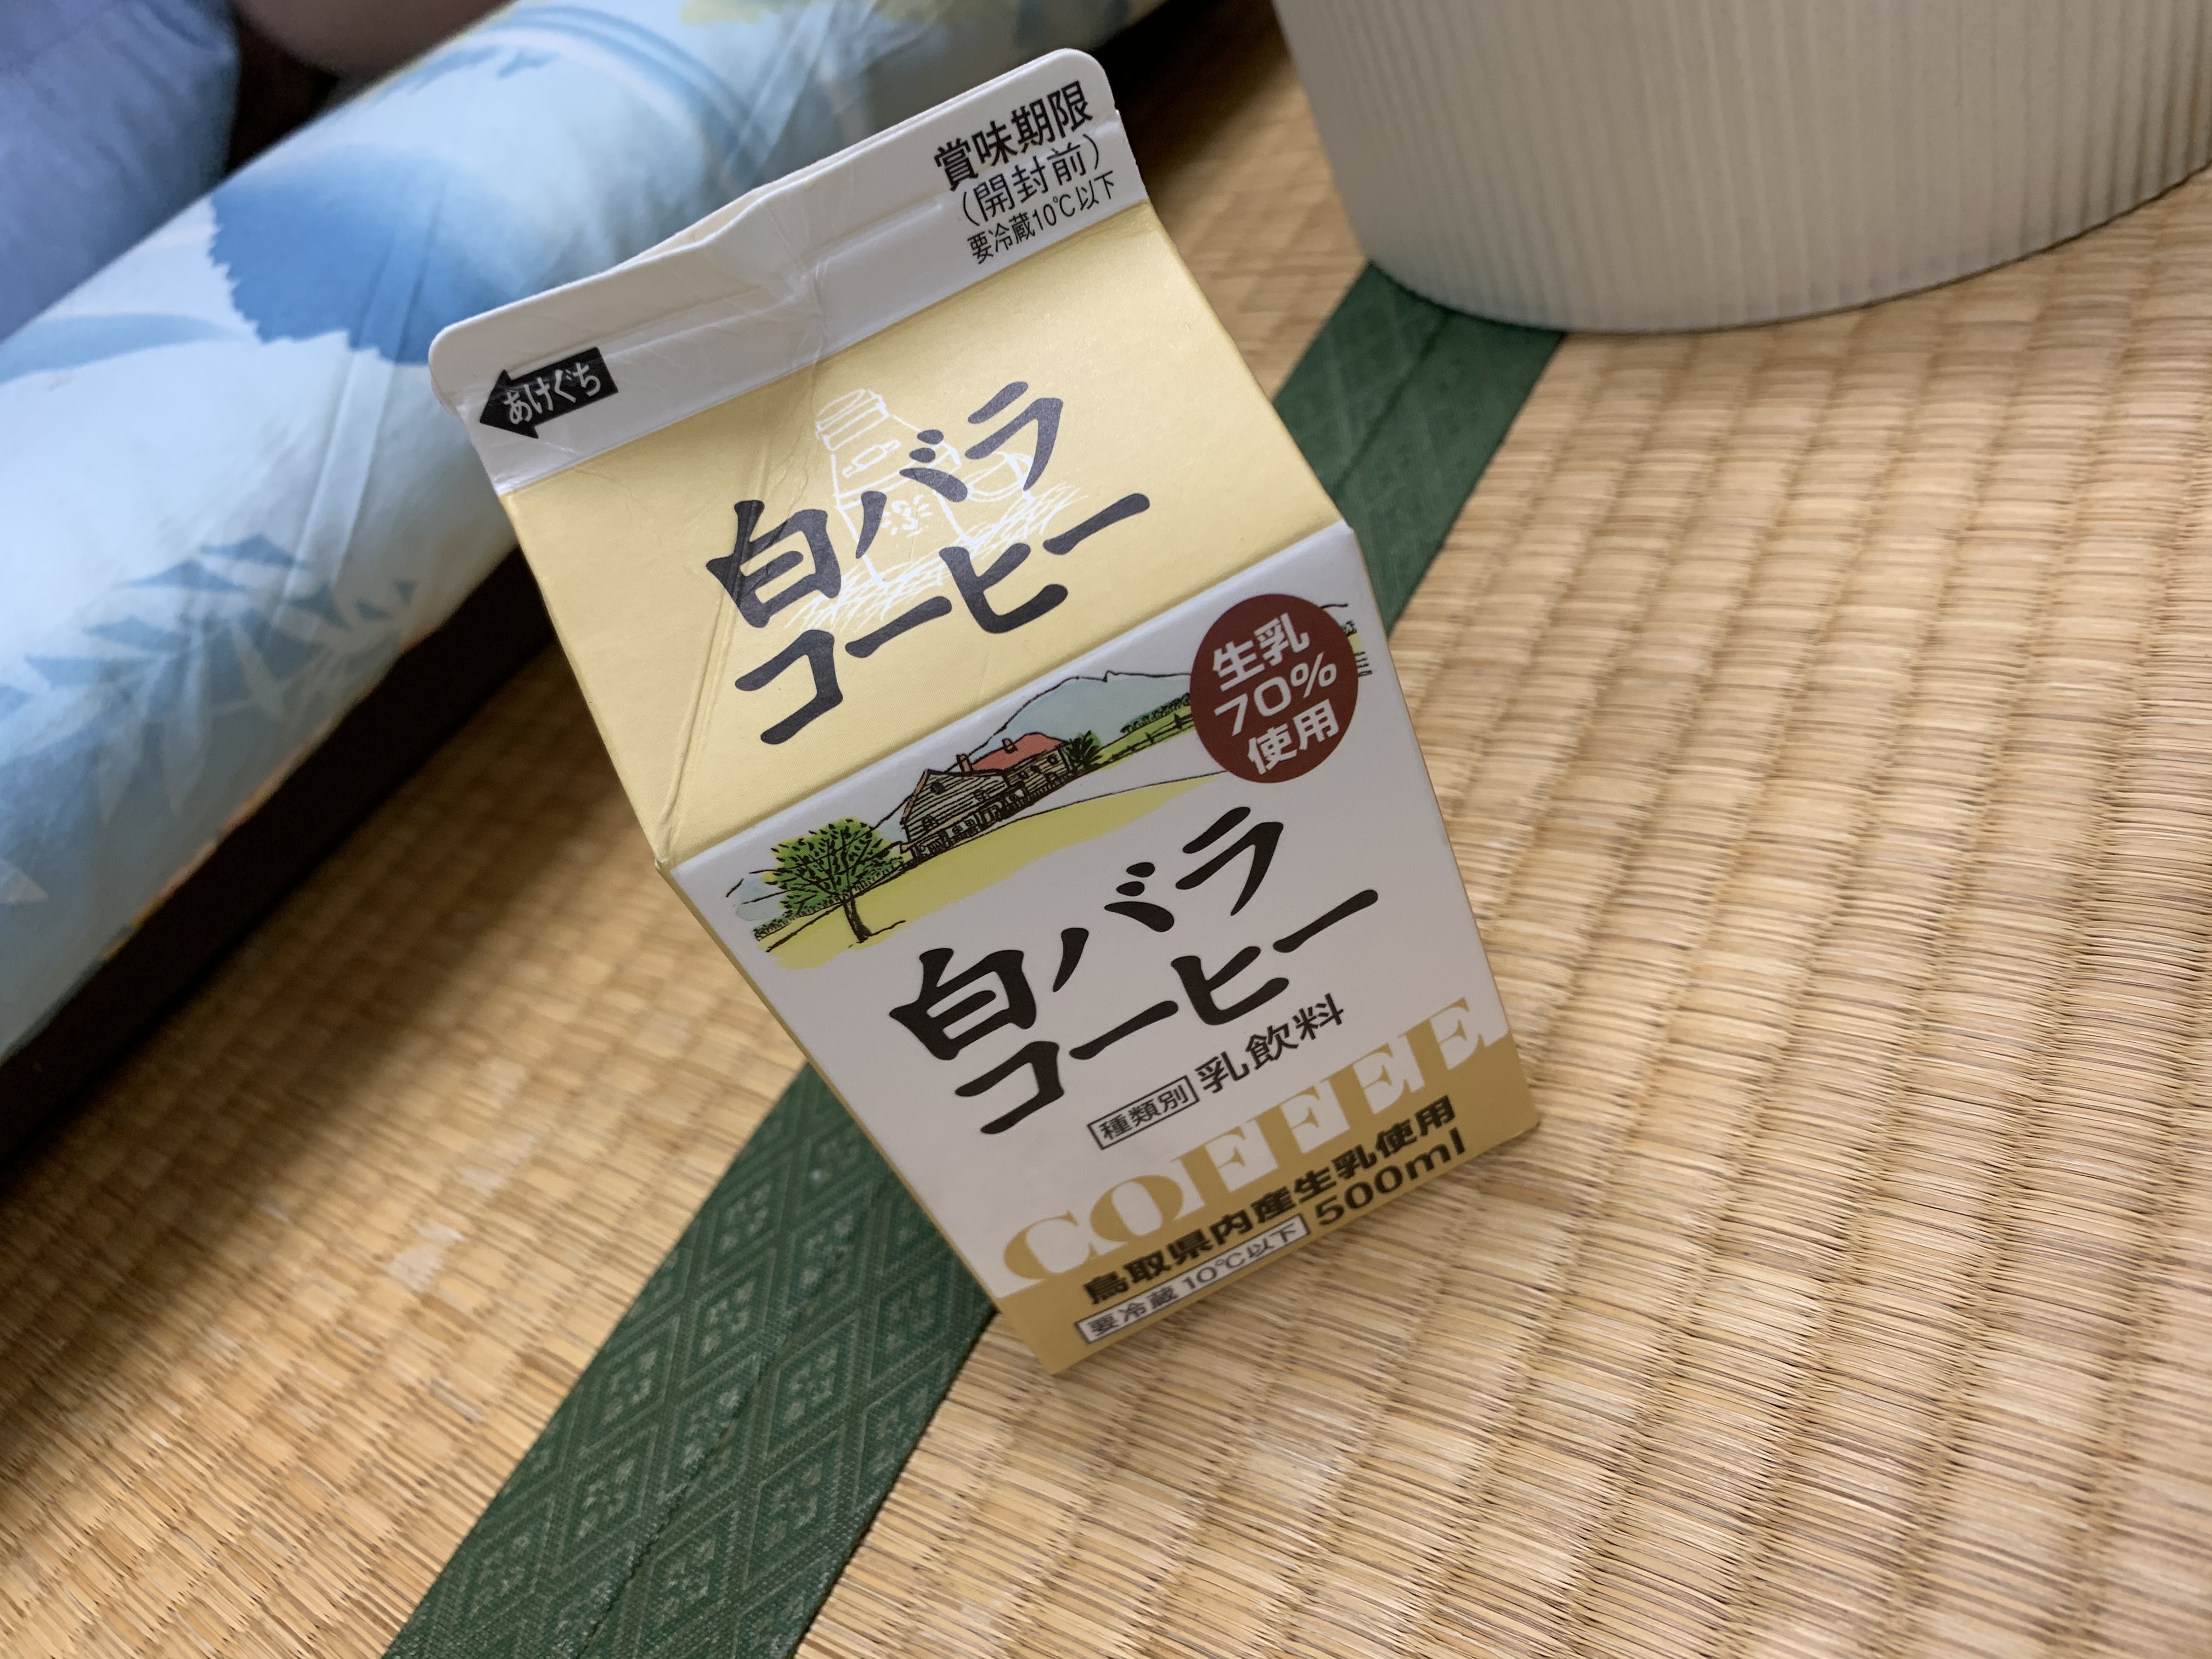 賞味期限
(開封前)
要冷蔵10℃以下
あけぐち
白バラ
コーヒー
生乳
70%
使用
白バラ
コーヒー
種類別 乳飲料
COFFEE
鳥取県内産生乳使用
要冷蔵10℃以下 500ml